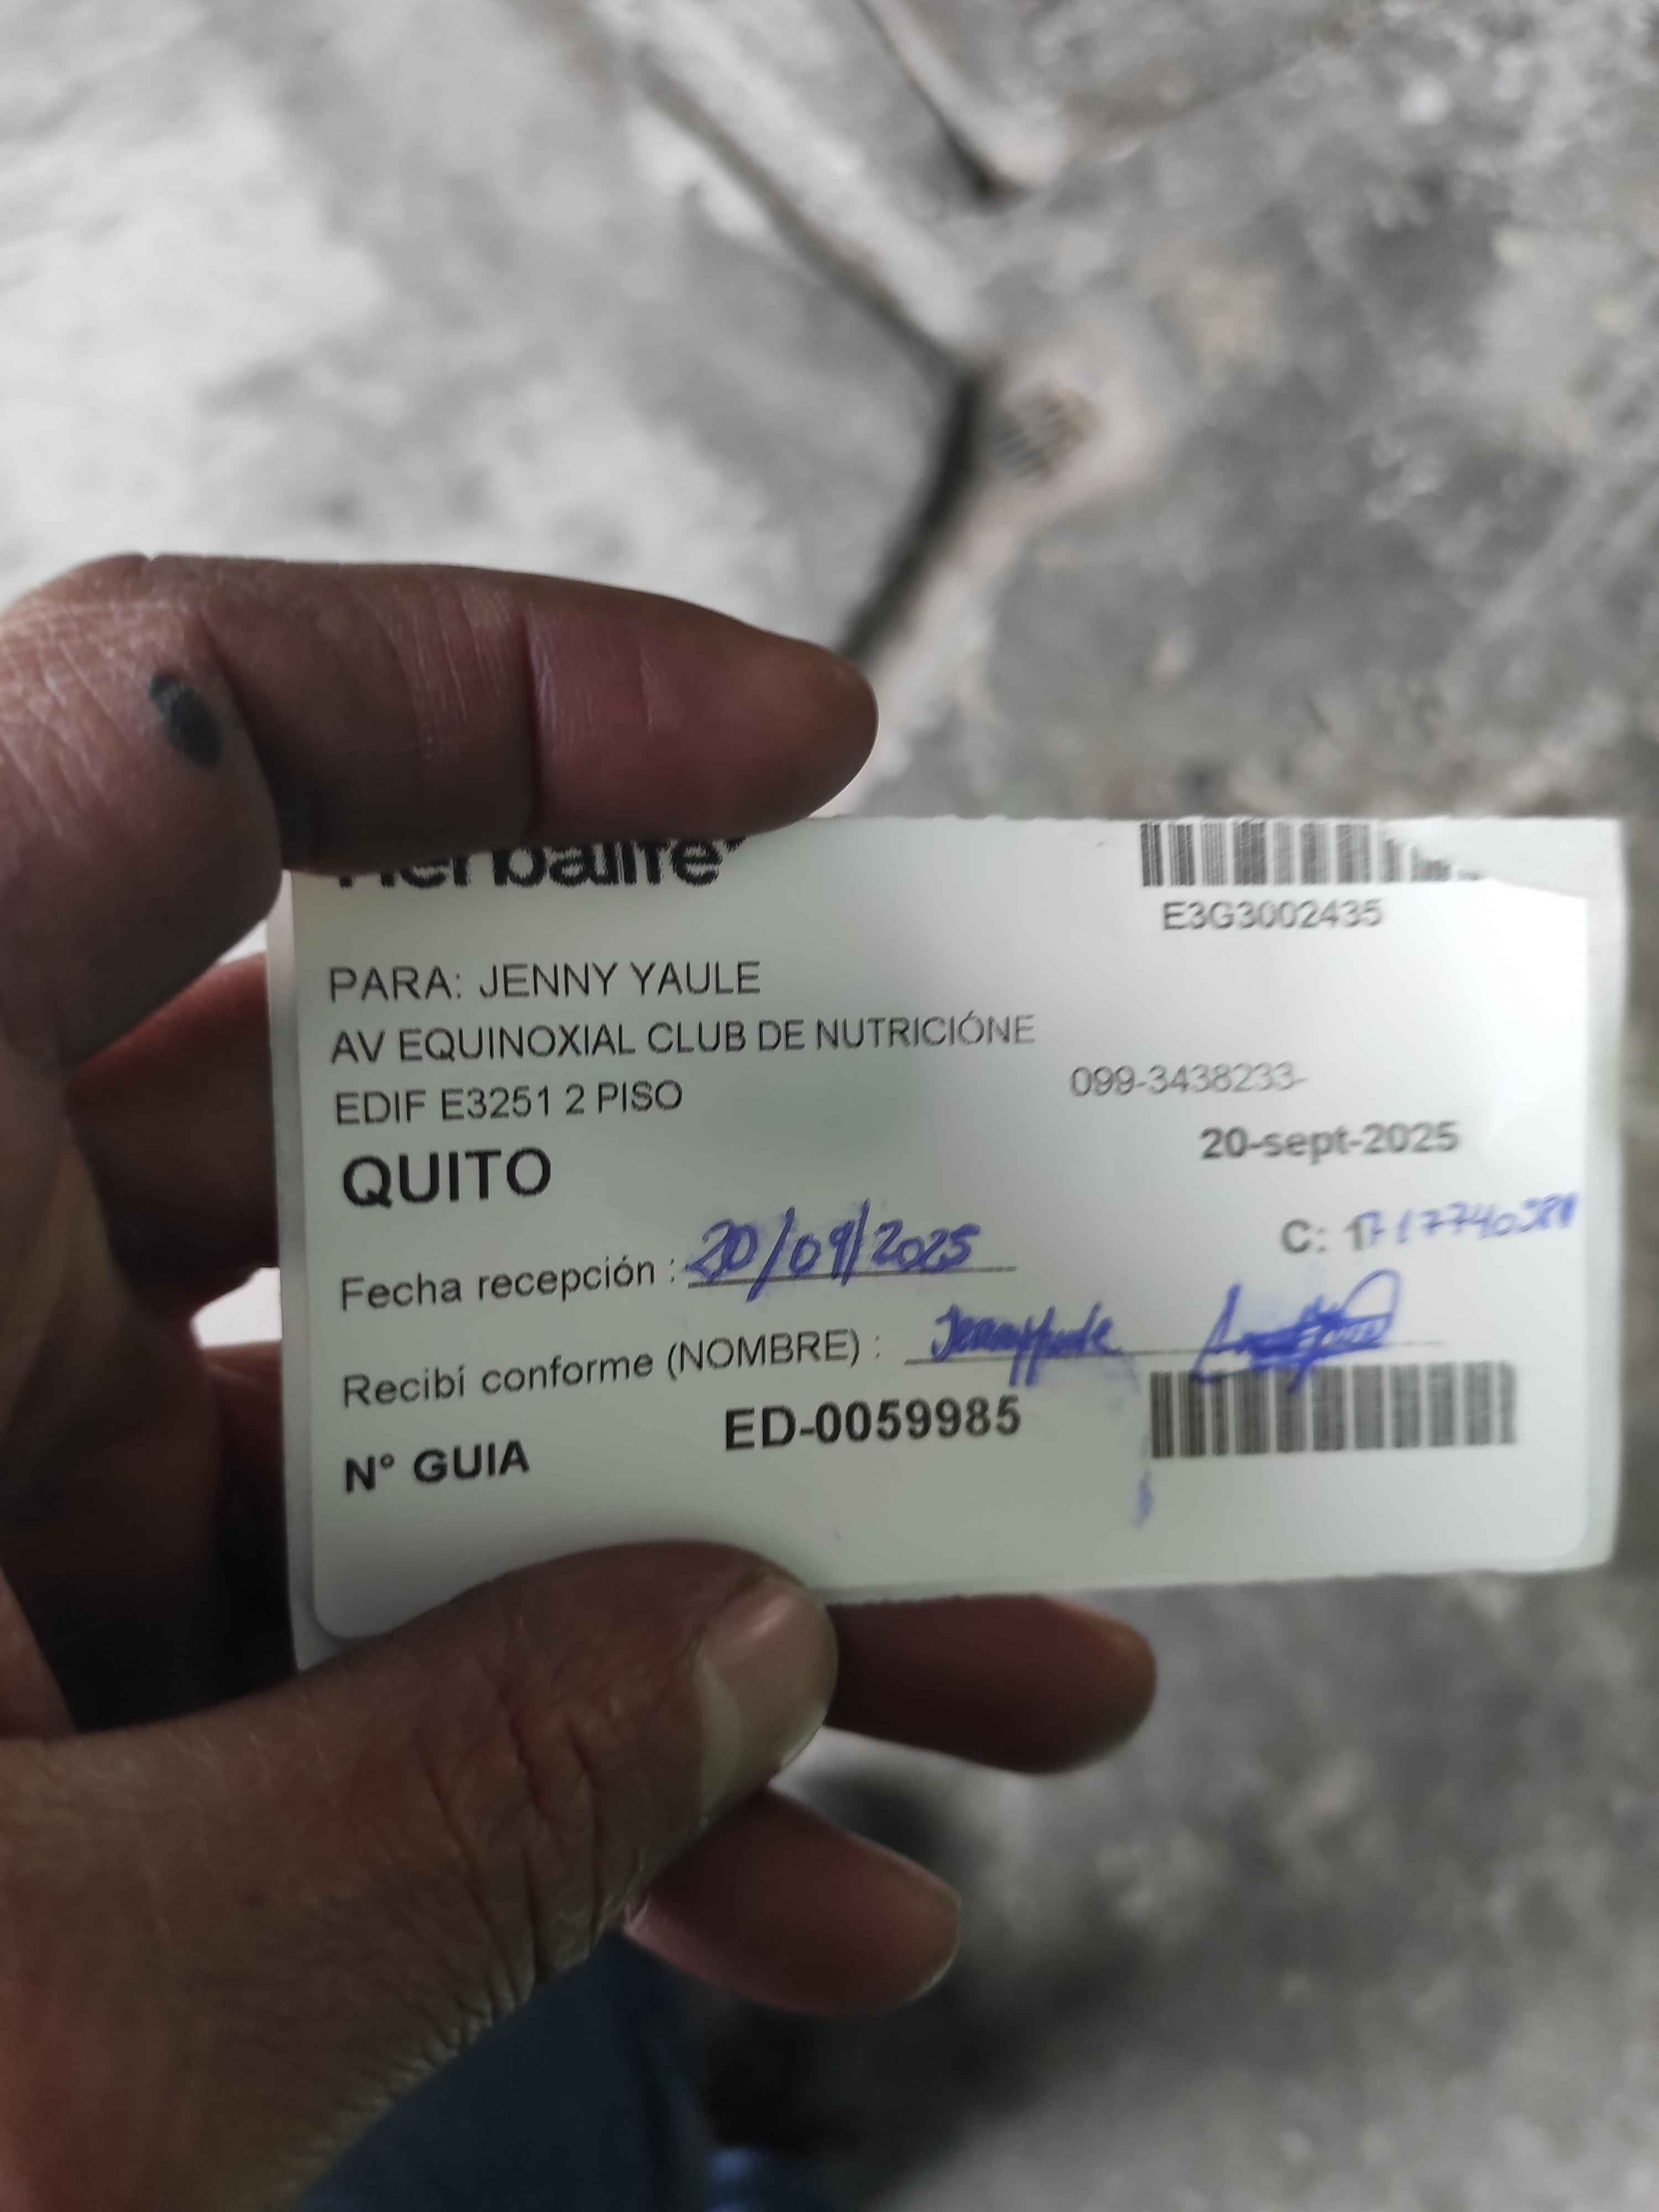 Herbalife
E3G3002435
PARA: JENNY YAULE
AV EQUINOXIAL CLUB DE NUTRICIÓNE
099-3438233-
EDIF E3251 2 PISO
20-sept-2025
QUITO
C:
Fecha recepción : 20/09/2025
Recibí conforme (NOMBRE) :
N° GUIA ED-0059985